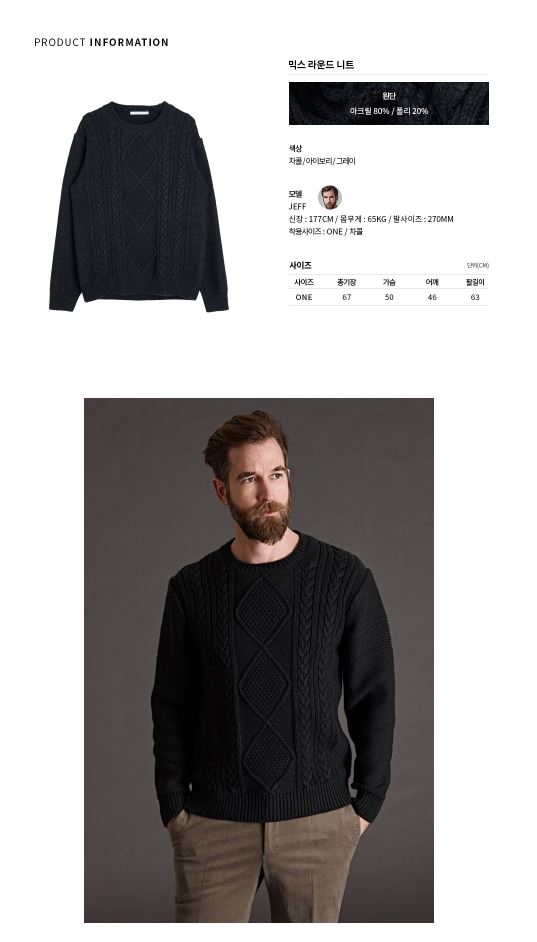 PRODUCT INFORMATION
믹스 라운드 니트
원단
아크릴 80% / 폴리 20%
색상
차콜/아이보리/그레이
모델
JEFF
신장 : 177CM / 몸무게 : 65KG / 발사이즈 : 270MM
착용사이즈 : ONE / 차콜
사이즈 단위(CM)
사이즈 총기장 가슴 어깨 팔길이
ONE 67 50 46 63